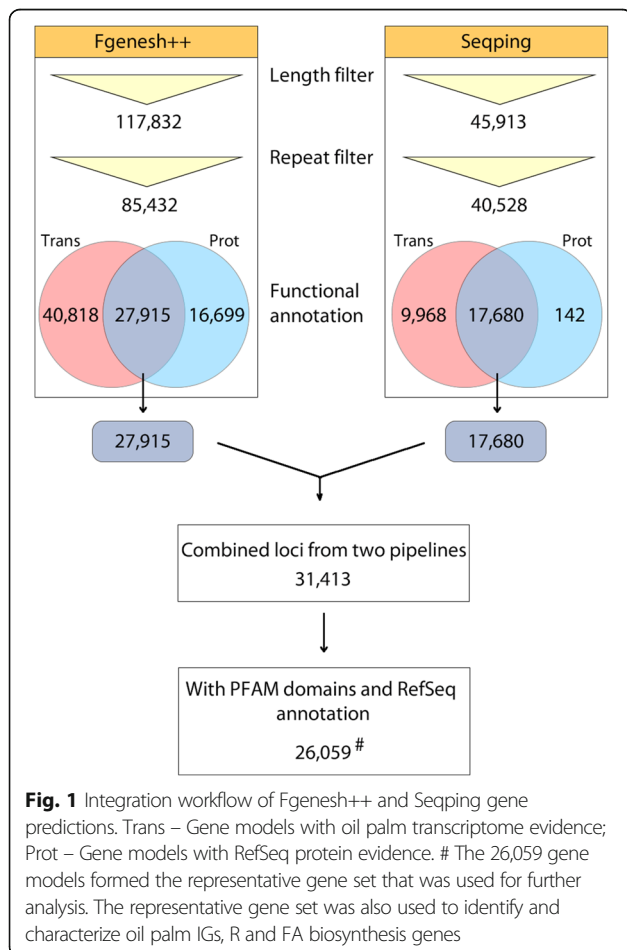 Fgenesh++
Seqping
Length filter
117,832
45,913
Repeat filter
85,432
40,528
Trans
Prot
Trans
Prot
Functional
annotation
40,818
27,915
16,699
9,968
17,680
142
27,915
17,680
Combined loci from two pipelines
31,413
With PFAM domains and RefSeq
annotation
26,059 #
Fig. 1 Integration workflow of Fgenesh++ and Seqping gene
predictions. Trans – Gene models with oil palm transcriptome evidence;
Prot – Gene models with RefSeq protein evidence. # The 26,059 gene
models formed the representative gene set that was used for further
analysis. The representative gene set was also used to identify and
characterize oil palm IGs, R and FA biosynthesis genes